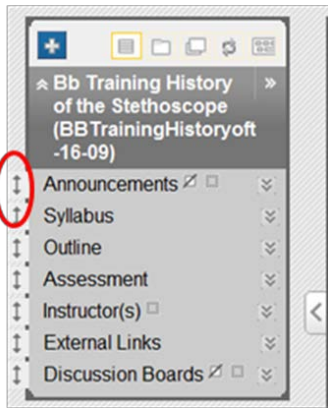 Bb Training History
of the Stethoscope
(BBTrainingHistoryoft
-16-09)
Announcements
Syllabus
Outline
Assessment
Instructor(s)
External Links
Discussion Boards